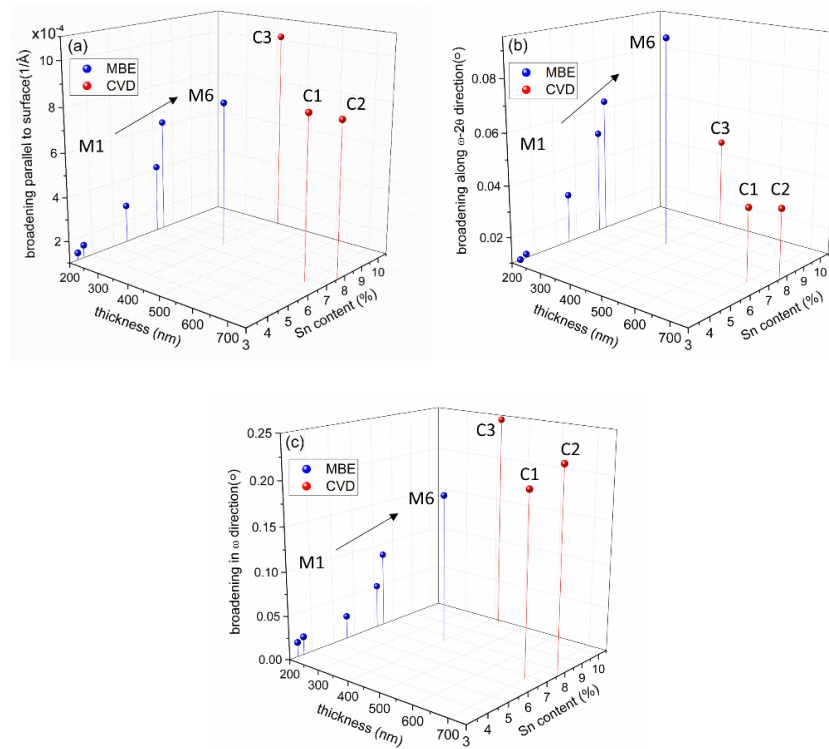 (a)
10×10⁻⁴
MBE
CVD
C3
C1
C2
M6
M1
broadening parallel to surface(1/Å)
8
6
4
2
200
300
400
500
600
700
thickness (nm)
3
4
5
6
7
8
9
10
Sn content (%)
(b)
MBE
CVD
M6
M1
C3
C1
C2
broadening along ω-2θ direction(o)
0.08
0.06
0.04
0.02
200
300
400
500
600
700
thickness (nm)
3
4
5
6
7
8
9
10
Sn content (%)
(c)
MBE
CVD
C3
C2
C1
M6
M1
broadening in ω direction(o)
0.25
0.20
0.15
0.10
0.05
0.00
200
300
400
500
600
700
thickness (nm)
3
4
5
6
7
8
9
10
Sn content (%)